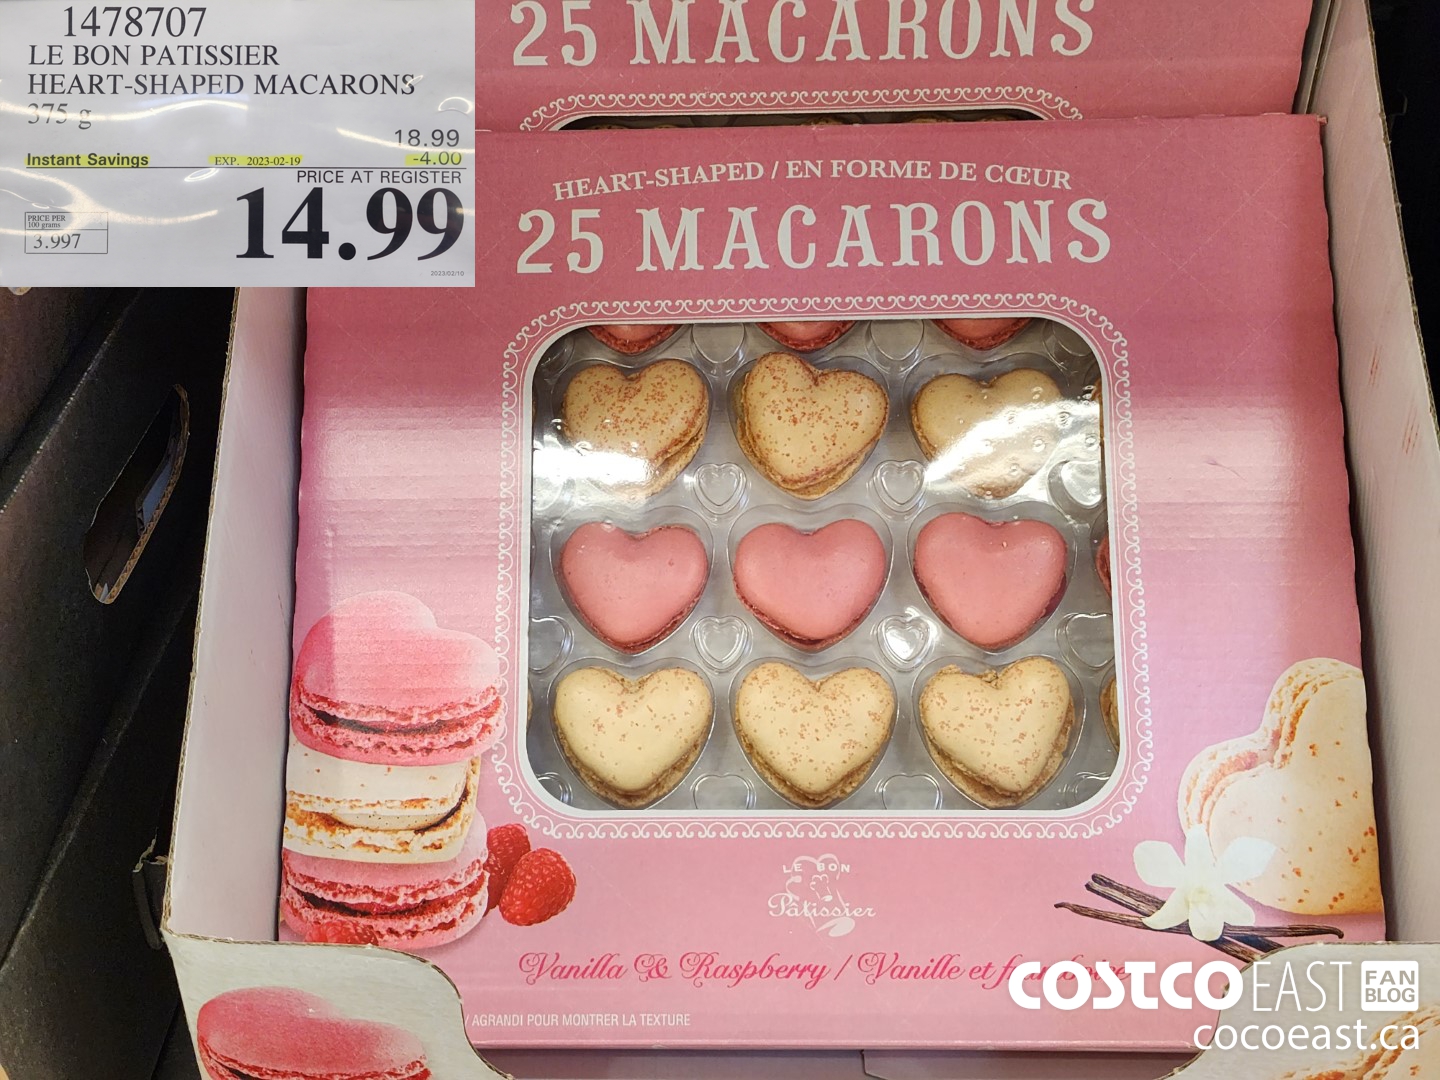 1478707
LE BON PATISSIER
HEART-SHAPED MACARONS
375 g
18.99
Instant Savings EXP. 2023-02-19 -4.00
PRICE AT REGISTER
14.99
PRICE PER
100 grams
3.997
2023/02/10
25 MACARONS
HEART-SHAPED / EN FORME DE CŒUR
25 MACARONS
LE BON
Pâtissier
Vanilla & Raspberry / Vanille et framboise
/ AGRANDI POUR MONTRER LA TEXTURE
COSTCO EAST FAN BLOG
cocoeast.ca